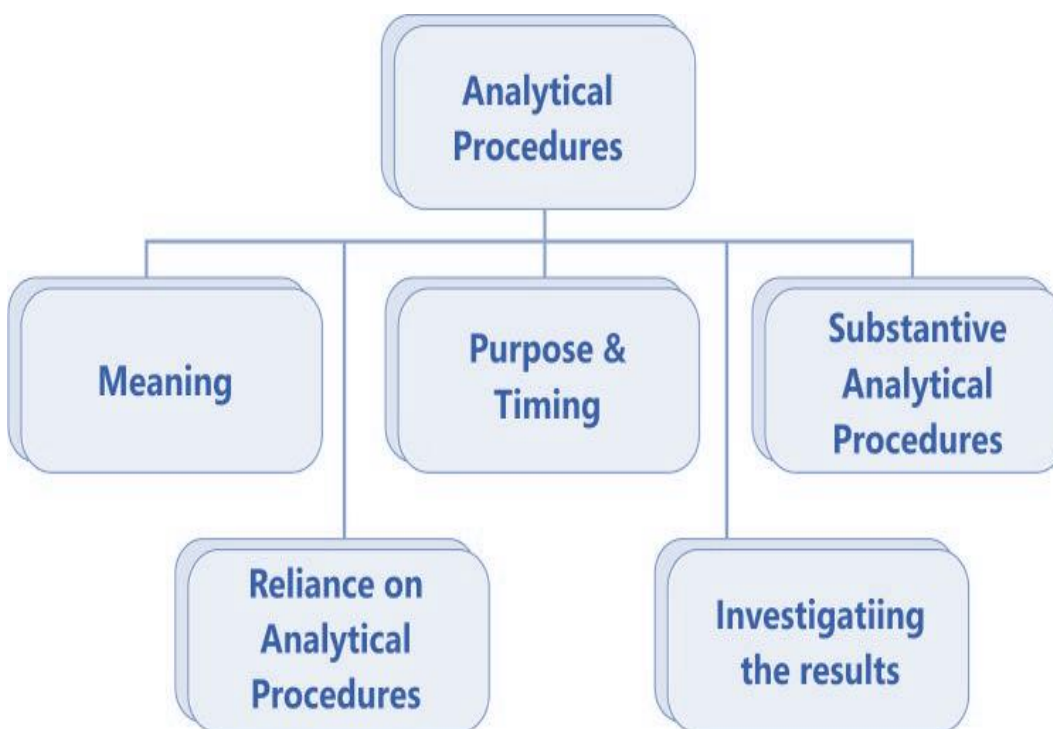 Analytical
Procedures
Meaning
Purpose &
Timing
Substantive
Analytical
Procedures
Reliance on
Analytical
Procedures
Investigatiing
the results